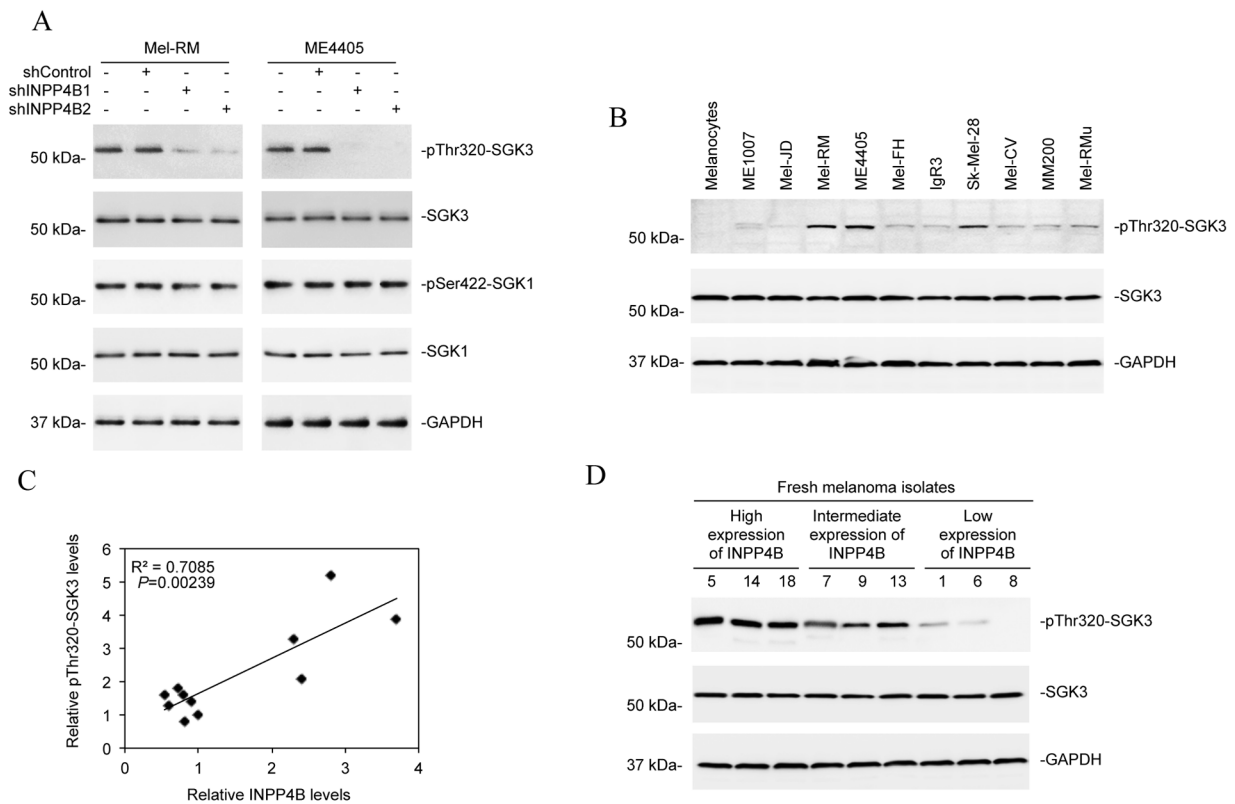 A
Mel-RM ME4405
shControl - + - - - + - -
shINPP4B1 - - + - - - + -
shINPP4B2 - - - + - - - +
50 kDa- -pThr320-SGK3
50 kDa- -SGK3
50 kDa- -pSer422-SGK1
50 kDa- -SGK1
37 kDa- -GAPDH
B
Melanocytes ME1007 Mel-JD Mel-RM ME4405 Mel-FH IgR3 Sk-Mel-28 Mel-CV MM200 Mel-RMu
50 kDa- -pThr320-SGK3
50 kDa- -SGK3
37 kDa- -GAPDH
C
Relative pThr320-SGK3 levels
R² = 0.7085
P=0.00239
6
5
4
3
2
1
0
0 1 2 3 4
Relative INPP4B levels
D
Fresh melanoma isolates
High Intermediate Low
expression expression of expression
of INPP4B INPP4B of INPP4B
5 14 18 7 9 13 1 6 8
50 kDa- -pThr320-SGK3
50 kDa- -SGK3
37 kDa- -GAPDH